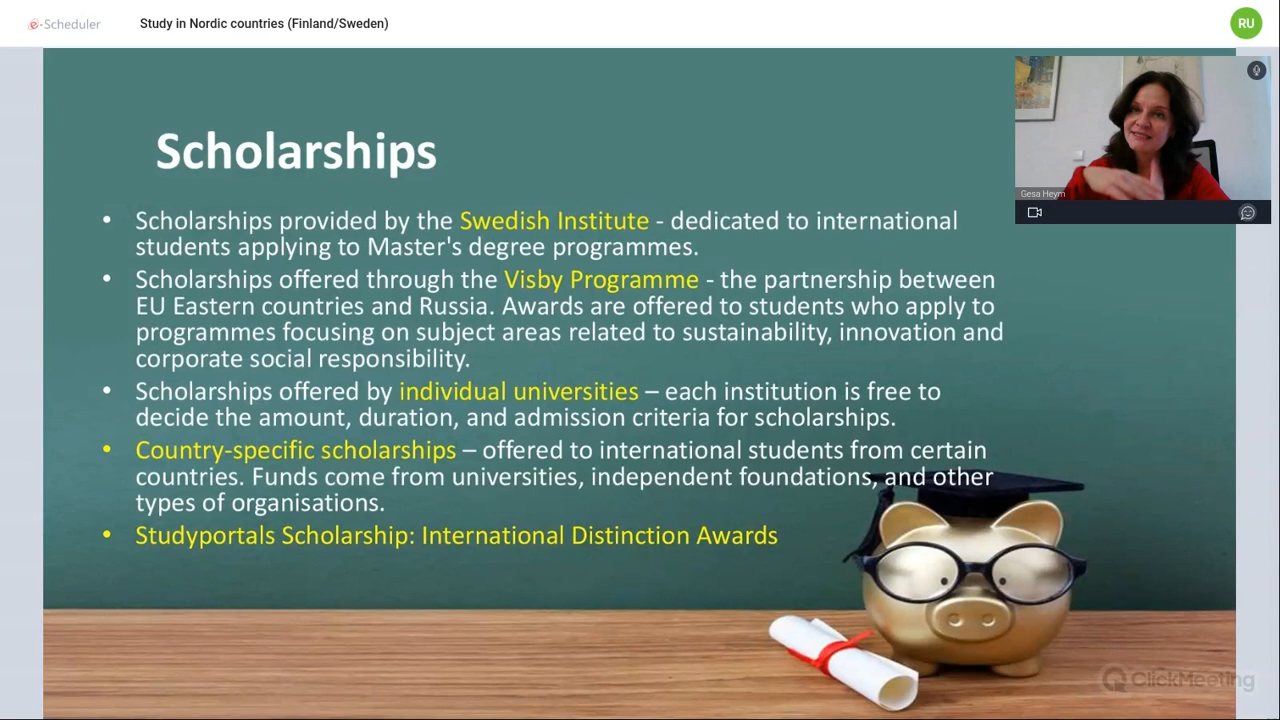 e-Scheduler
Study in Nordic countries (Finland/Sweden)
RU
Gesa Heym
Scholarships
• Scholarships provided by the Swedish Institute - dedicated to international
students applying to Master's degree programmes.
• Scholarships offered through the Visby Programme - the partnership between
EU Eastern countries and Russia. Awards are offered to students who apply to
programmes focusing on subject areas related to sustainability, innovation and
corporate social responsibility.
• Scholarships offered by individual universities – each institution is free to
decide the amount, duration, and admission criteria for scholarships.
• Country-specific scholarships – offered to international students from certain
countries. Funds come from universities, independent foundations, and other
types of organisations.
• Studyportals Scholarship: International Distinction Awards
ClickMeeting